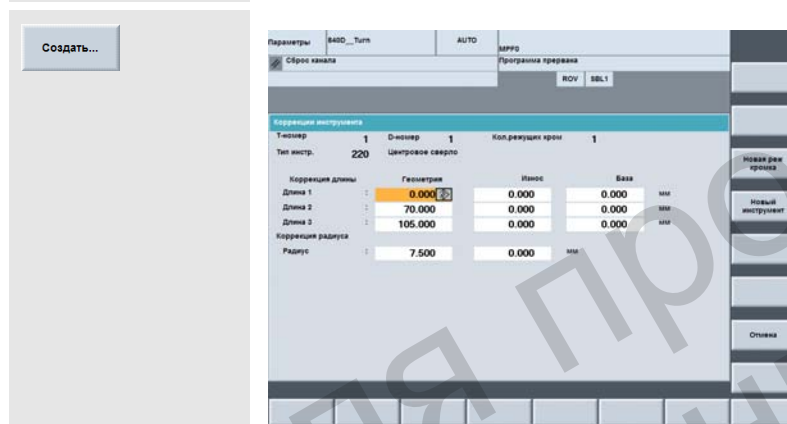 Создать...
Параметры
840D__Turn
AUTO
MPF0
Сброс канала
Программа прервана
ROV SBL1
Коррекции инструмента
Т-номер 1 D-номер 1 Кол.режущих кром 1
Тип инстр. 220 Центровое сверло
Коррекция длины Геометрия Износ База
Длина 1 : 0.000 0.000 0.000 мм
Длина 2 : 70.000 0.000 0.000 мм
Длина 3 : 105.000 0.000 0.000 мм
Коррекция радиуса
Радиус : 7.500 0.000 мм
Новая реж
кромка
Новый
инструмент
Отмена